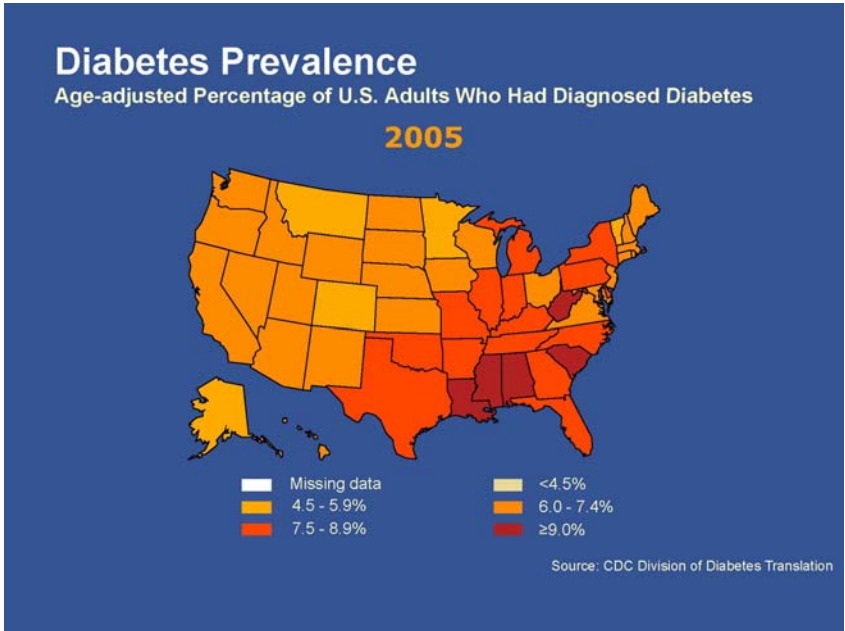 Diabetes Prevalence
Age-adjusted Percentage of U.S. Adults Who Had Diagnosed Diabetes
2005
Missing data
<4.5%
4.5 - 5.9%
6.0 - 7.4%
7.5 - 8.9%
≥9.0%
Source: CDC Division of Diabetes Translation